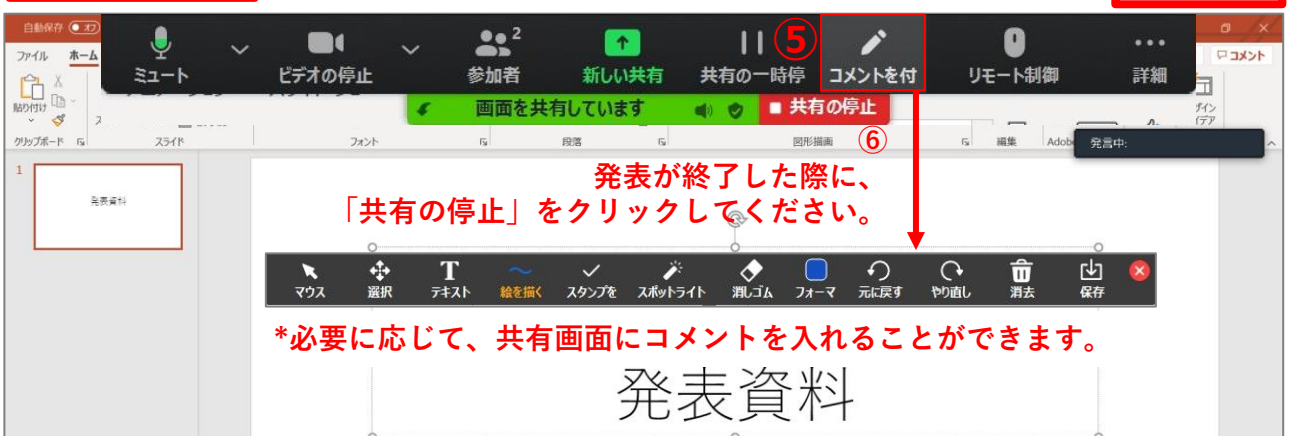 自動保存 オフ
ファイル ホーム
コメント
2
⑤
ミュート ビデオの停止 参加者 新しい共有 共有の一時停 コメントを付 リモート制御 詳細
画面を共有しています 共有の停止
貼り付け
クリップボード スライド フォント 段落 図形描画 ⑥ 編集 Adob 発言中:
1
発表資料
発表が終了した際に、
「共有の停止」をクリックしてください。
マウス 選択 テキスト 絵を描く スタンプを スポットライト 消しゴム フォーマ 元に戻す やり直し 消去 保存
*必要に応じて、共有画面にコメントを入れることができます。
発表資料